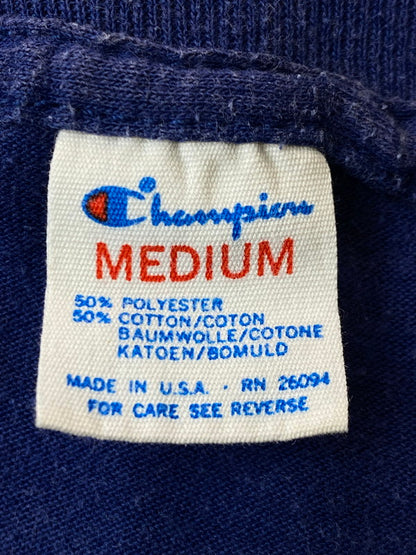 Champion
MEDIUM
50% POLYESTER
50% COTTON/COTON
BAUMWOLLE/COTONE
KATOEN/BOMULD
MADE IN U.S.A. · RN 26094
FOR CARE SEE REVERSE